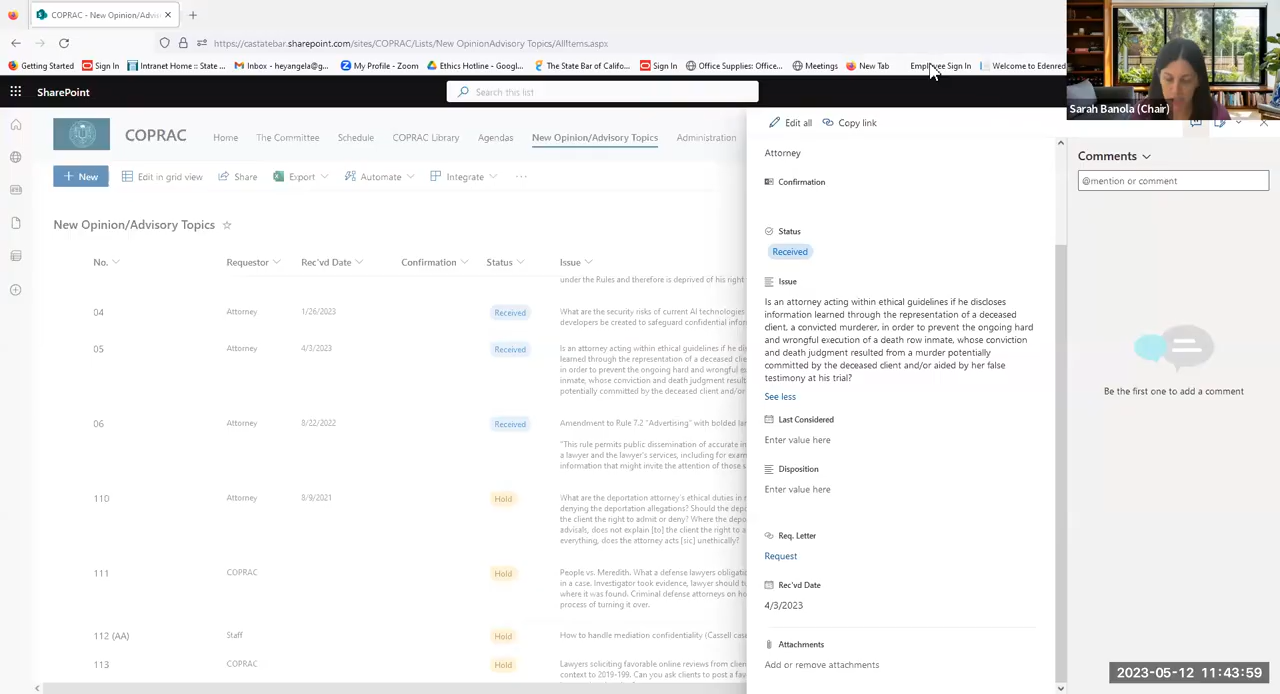 COPRAC - New Opinion/Advis
https://castatebar.sharepoint.com/sites/COPRAC/Lists/New OpinionAdvisory Topics/AllItems.aspx
Getting Started Sign In Intranet Home :: State ... Inbox - heyangela@g... My Profile - Zoom Ethics Hotline - Googl... The State Bar of Califo... Sign In Office Supplies: Office... Meetings New Tab Employee Sign In Welcome to Edenred
Sarah Banola (Chair)
SharePoint
Search this list
COPRAC
Home The Committee Schedule COPRAC Library Agendas New Opinion/Advisory Topics Administration
+ New Edit in grid view Share Export Automate Integrate ...
New Opinion/Advisory Topics
No. Requestor Rec'vd Date Confirmation Status Issue
under the Rules and therefore is deprived of his right
04 Attorney 1/26/2023 Received What are the security risks of current AI technologies
developers be created to safeguard confidential infor
05 Attorney 4/3/2023 Received Is an attorney acting within ethical guidelines if he dis
learned through the representation of a deceased clie
in order to prevent the ongoing harm and wrongful e
inmate, whose conviction and death judgment result
potentially committed by the deceased client and/or
06 Attorney 8/22/2022 Received Amendment to Rule 7.2 "Advertising" with bolded lan
"This rule permits public dissemination of accurate in
a lawyer and the lawyer's services, including for exam
information that might invite the attention of those s
110 Attorney 8/9/2021 Hold What are the deportation attorney's ethical duties in r
denying the deportation allegations? Should the depo
the client the right to admit or deny? Where the depo
advisals, does not explain [to] the client the right to a
everything, does the attorney acts [sic] unethically?
111 COPRAC Hold People vs. Meredith. What a defense lawyers obligatio
in a case. Investigator took evidence, lawyer should tu
where it was found. Criminal defense attorneys on ho
process of turning it over.
112 (AA) Staff Hold How to handle mediation confidentiality (Cassell case
113 COPRAC Hold Lawyers soliciting favorable online reviews from clien
context to 2019-199. Can you ask clients to post a fav
Edit all Copy link
Attorney
Confirmation
Status
Received
Issue
Is an attorney acting within ethical guidelines if he discloses
information learned through the representation of a deceased
client, a convicted murderer, in order to prevent the ongoing hard
and wrongful execution of a death row inmate, whose conviction
and death judgment resulted from a murder potentially
committed by the deceased client and/or aided by her false
testimony at his trial?
See less
Last Considered
Enter value here
Disposition
Enter value here
Req. Letter
Request
Rec'vd Date
4/3/2023
Attachments
Add or remove attachments
Comments
@mention or comment
Be the first one to add a comment
2023-05-12 11:43:59